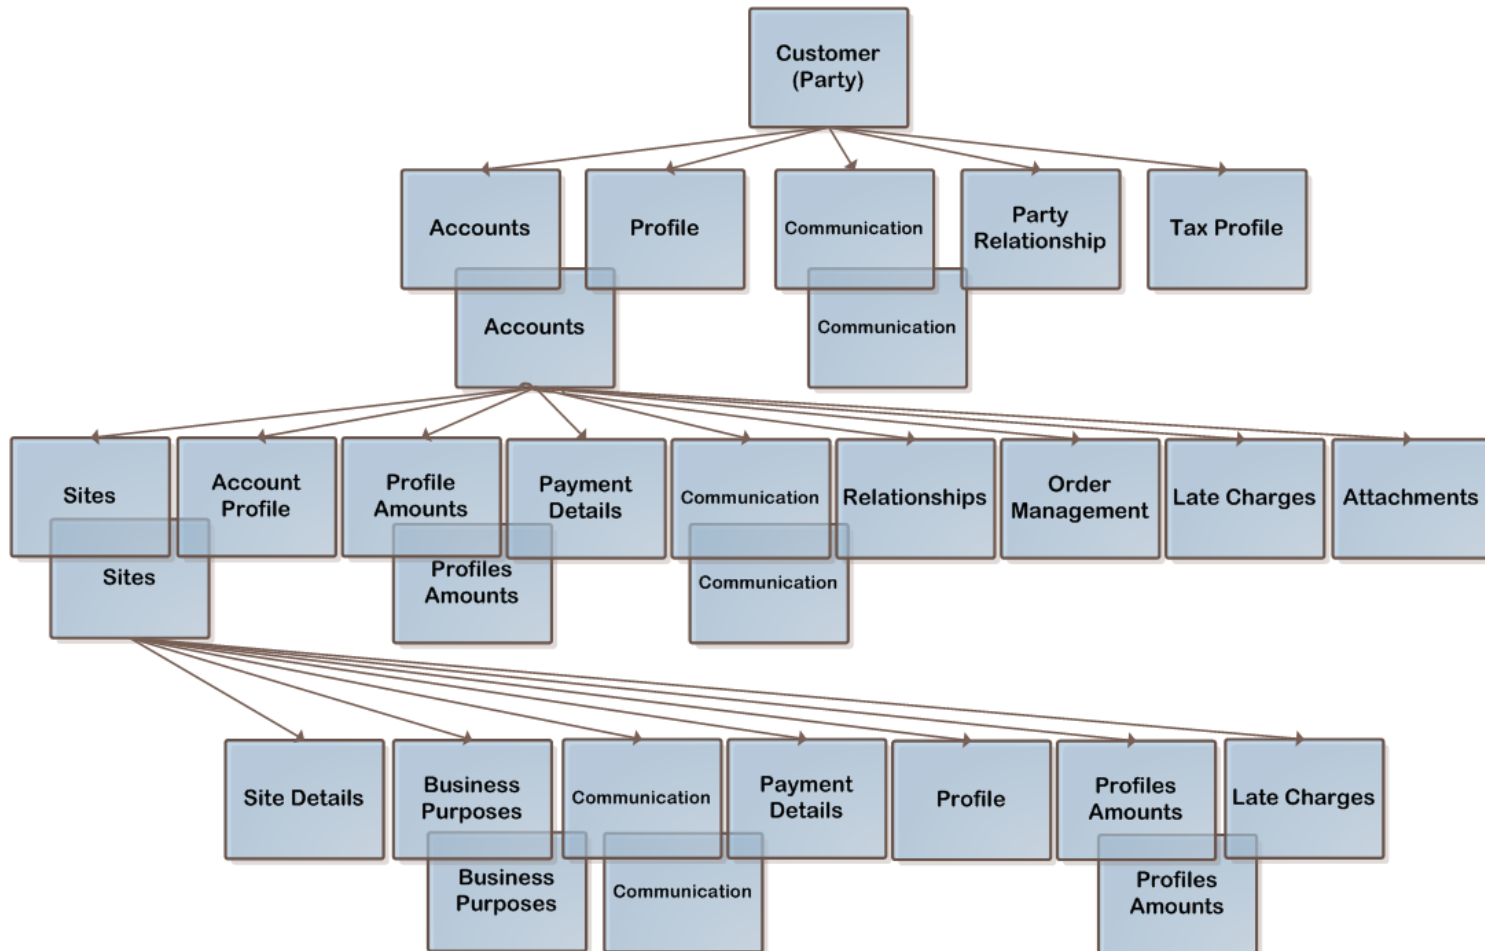 Customer
(Party)
Accounts
Profile
Communication
Party
Relationship
Tax Profile
Accounts
Communication
Sites
Account
Profile
Profile
Amounts
Payment
Details
Communication
Relationships
Order
Management
Late Charges
Attachments
Sites
Profiles
Amounts
Communication
Site Details
Business
Purposes
Communication
Payment
Details
Profile
Profiles
Amounts
Late Charges
Business
Purposes
Communication
Profiles
Amounts